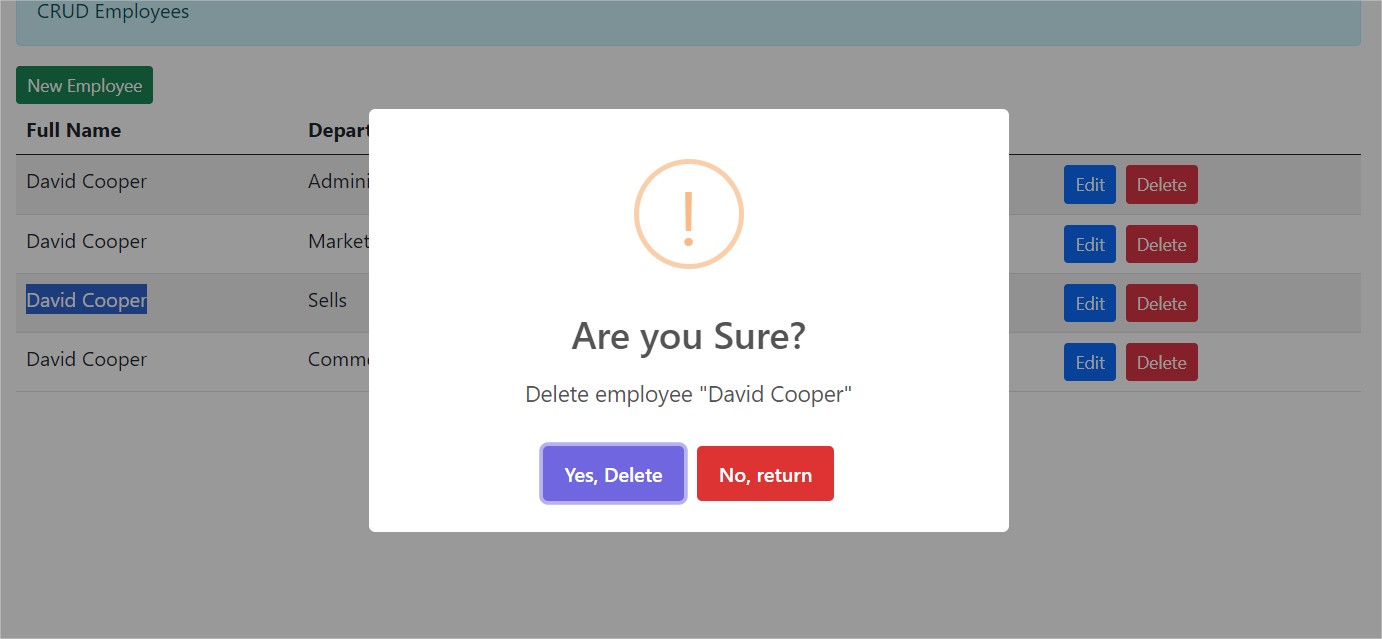 CRUD Employees
New Employee
Full Name Depart
David Cooper Admini Edit Delete
David Cooper Market Edit Delete
David Cooper Sells Edit Delete
David Cooper Comme Edit Delete
!
Are you Sure?
Delete employee "David Cooper"
Yes, Delete No, return